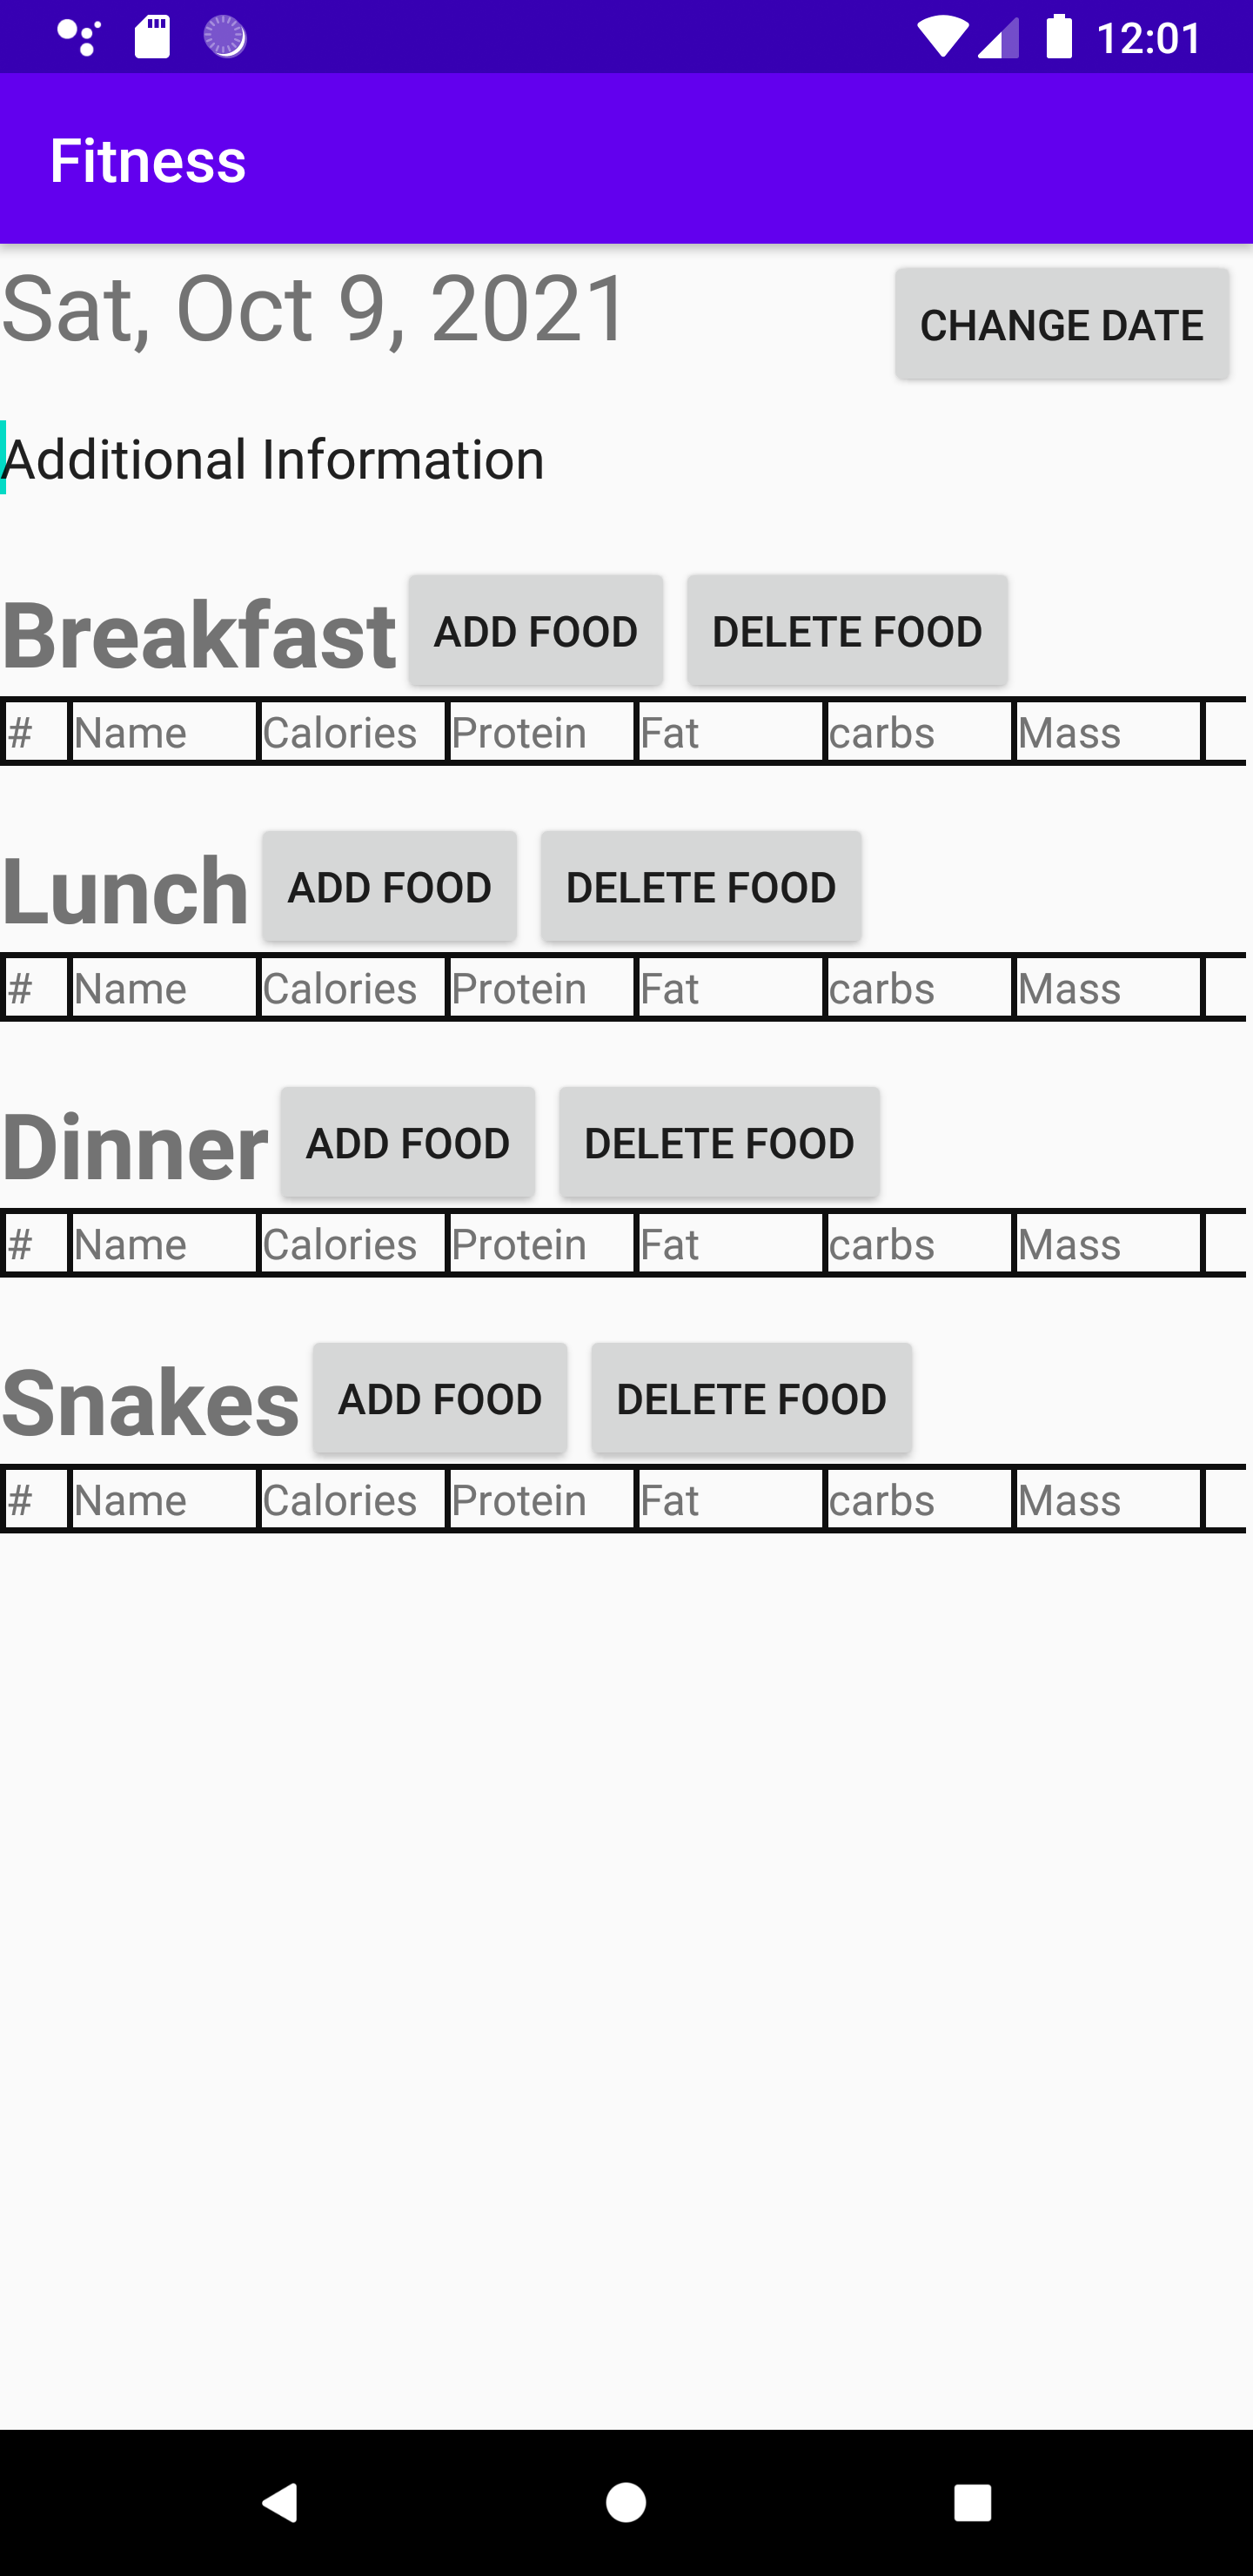 12:01
Fitness
Sat, Oct 9, 2021 CHANGE DATE
Additional Information
Breakfast ADD FOOD DELETE FOOD
# Name Calories Protein Fat carbs Mass
Lunch ADD FOOD DELETE FOOD
# Name Calories Protein Fat carbs Mass
Dinner ADD FOOD DELETE FOOD
# Name Calories Protein Fat carbs Mass
Snakes ADD FOOD DELETE FOOD
# Name Calories Protein Fat carbs Mass